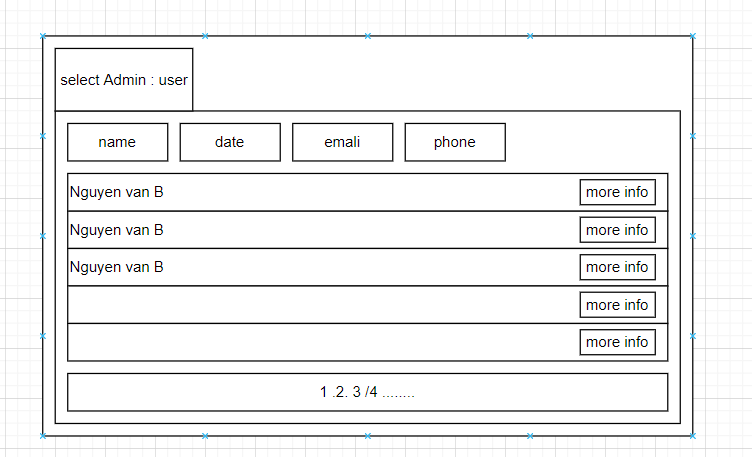 select Admin : user
name date emali phone
Nguyen van B more info
Nguyen van B more info
Nguyen van B more info
more info
more info
1 .2. 3 /4 ........